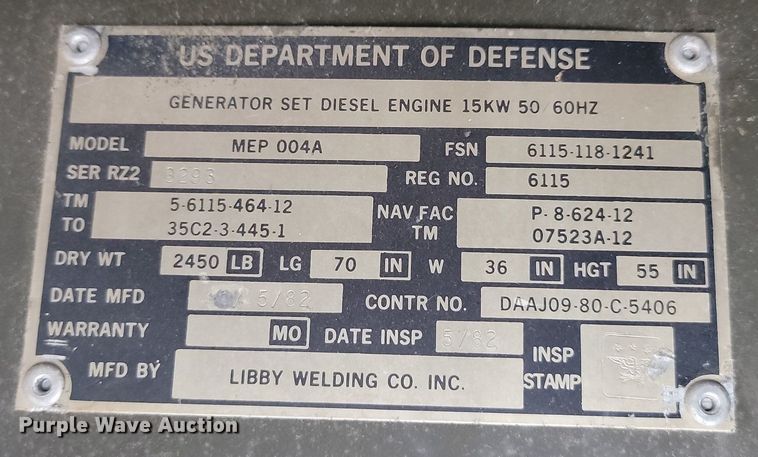 US DEPARTMENT OF DEFENSE
GENERATOR SET DIESEL ENGINE 15KW 50 60HZ
MODEL MEP 004A FSN 6115-118-1241
SER RZ2 3293 REG NO. 6115
TM 5-6115-464-12 NAV FAC P-8-624-12
TO 35C2-3-445-1 TM 07523A-12
DRY WT 2450 LB LG 70 IN W 36 IN HGT 55 IN
DATE MFD 5/82 CONTR NO. DAAJ09-80-C-5406
WARRANTY MO DATE INSP 5/82 INSP STAMP
MFD BY LIBBY WELDING CO. INC.
Purple Wave Auction